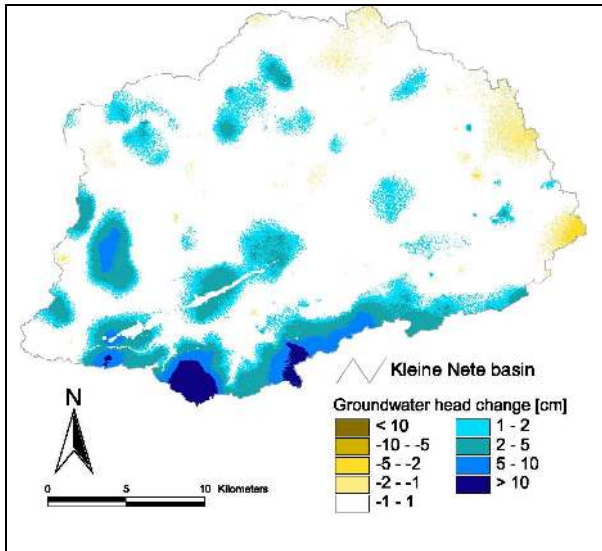 Kleine Nete basin
N
Groundwater head change [cm]
< 10
-10 - -5
-5 - -2
-2 - -1
-1 - 1
1 - 2
2 - 5
5 - 10
> 10
0 5 10 Kilometers